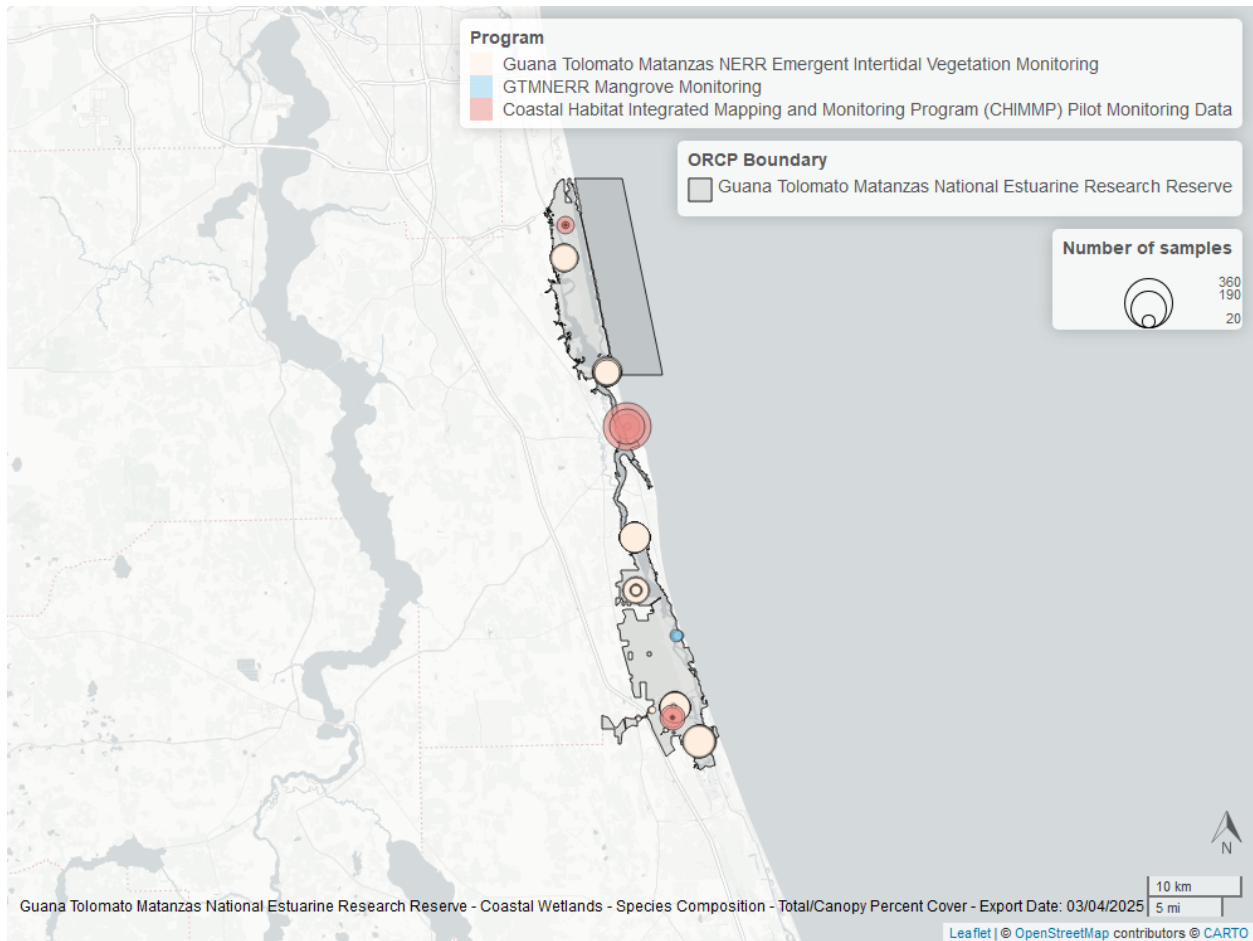 Program
Guana Tolomato Matanzas NERR Emergent Intertidal Vegetation Monitoring
GTMNERR Mangrove Monitoring
Coastal Habitat Integrated Mapping and Monitoring Program (CHIMMP) Pilot Monitoring Data
ORCP Boundary
Guana Tolomato Matanzas National Estuarine Research Reserve
Number of samples
360
190
20
N
10 km
5 mi
Guana Tolomato Matanzas National Estuarine Research Reserve - Coastal Wetlands - Species Composition - Total/Canopy Percent Cover - Export Date: 03/04/2025
Leaflet | © OpenStreetMap contributors © CARTO